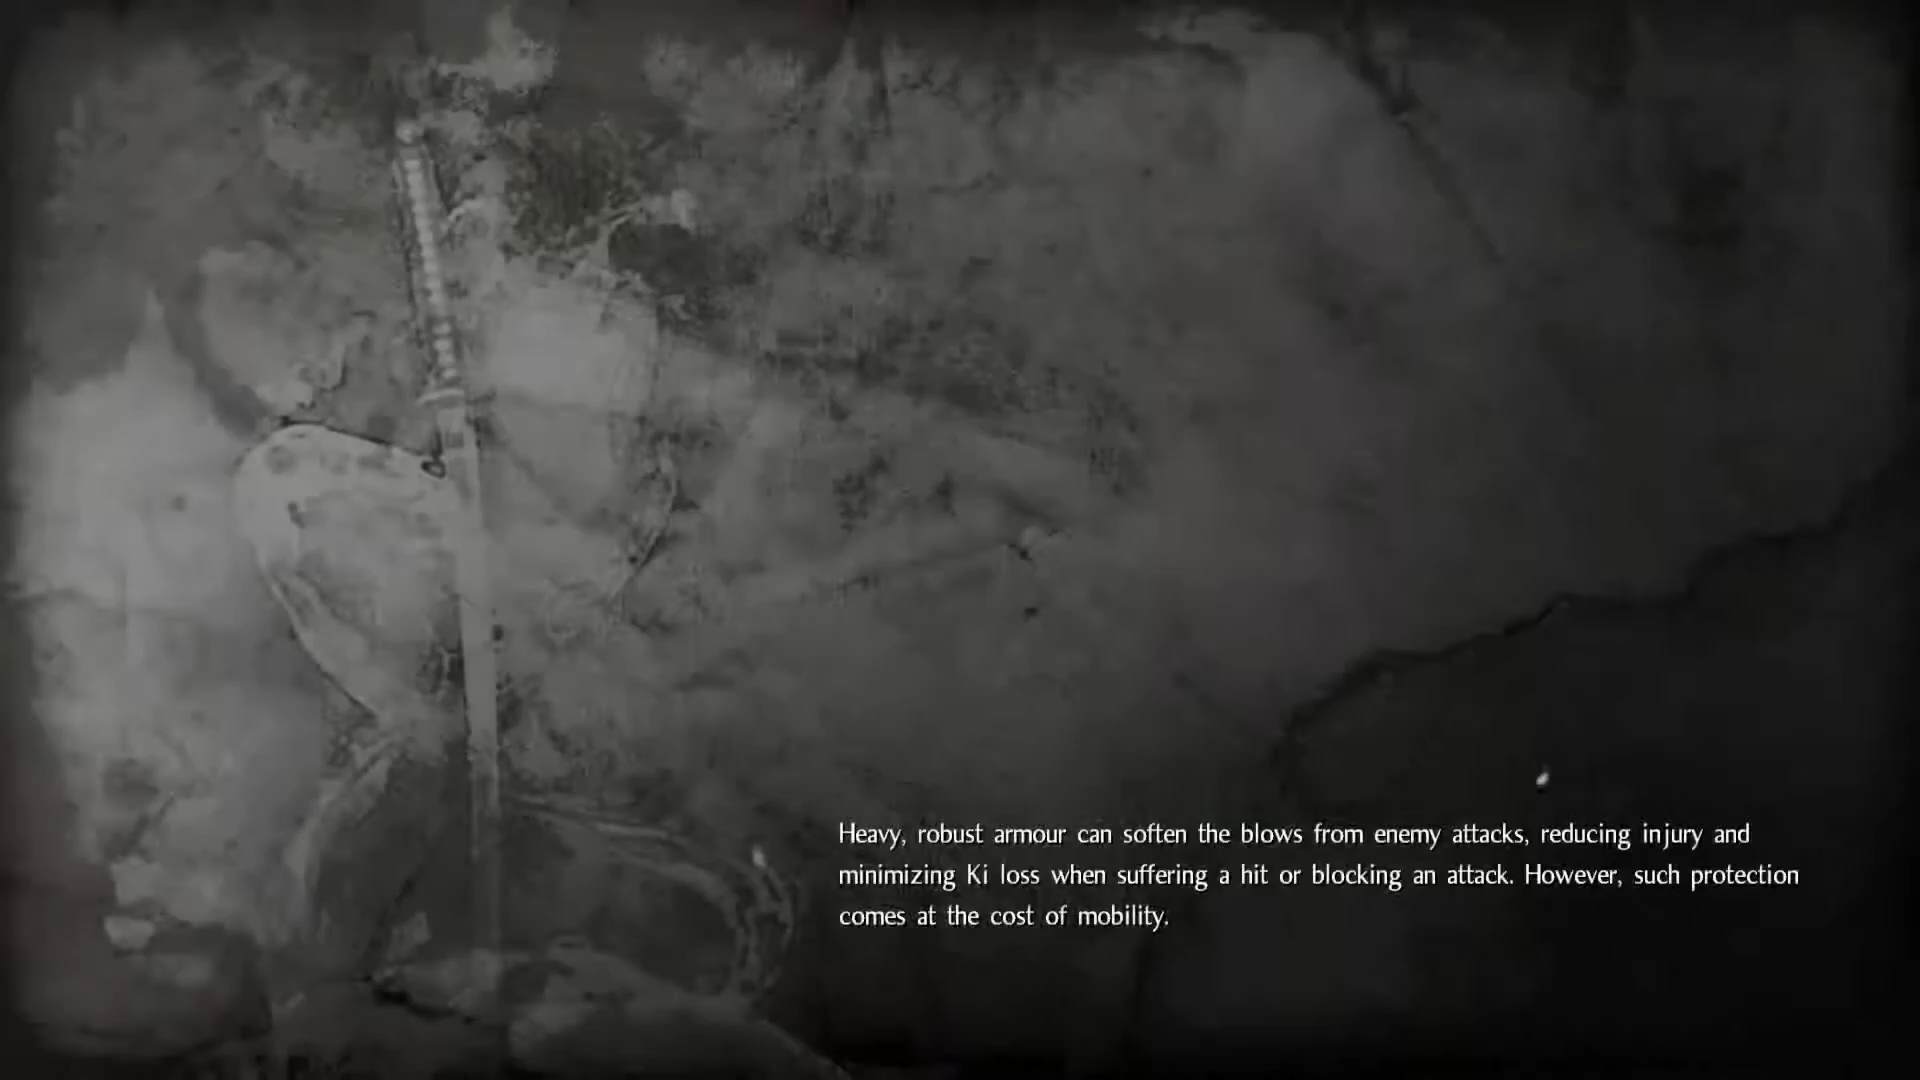 Heavy, robust armour can soften the blows from enemy attacks, reducing injury and
minimizing Ki loss when suffering a hit or blocking an attack. However, such protection
comes at the cost of mobility.